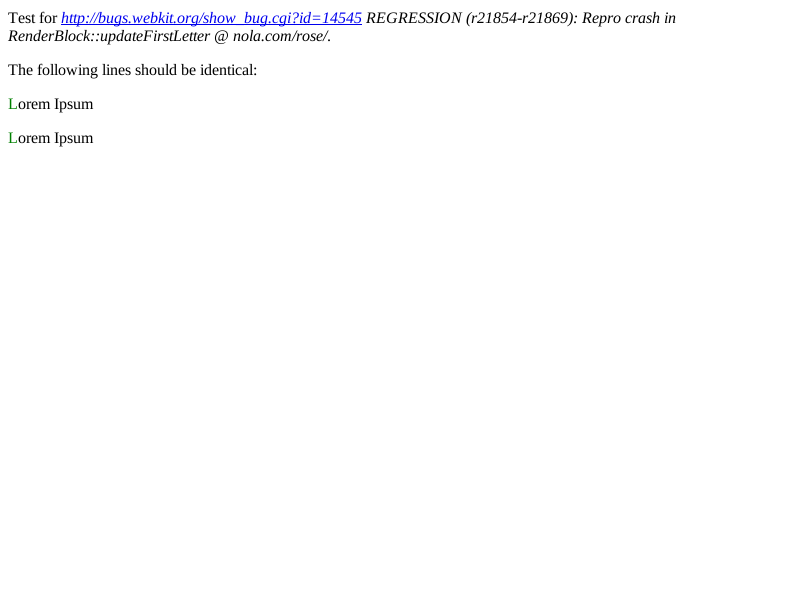 Test for http://bugs.webkit.org/show_bug.cgi?id=14545 REGRESSION (r21854-r21869): Repro crash in
RenderBlock::updateFirstLetter @ nola.com/rose/.
The following lines should be identical:
Lorem Ipsum
Lorem Ipsum